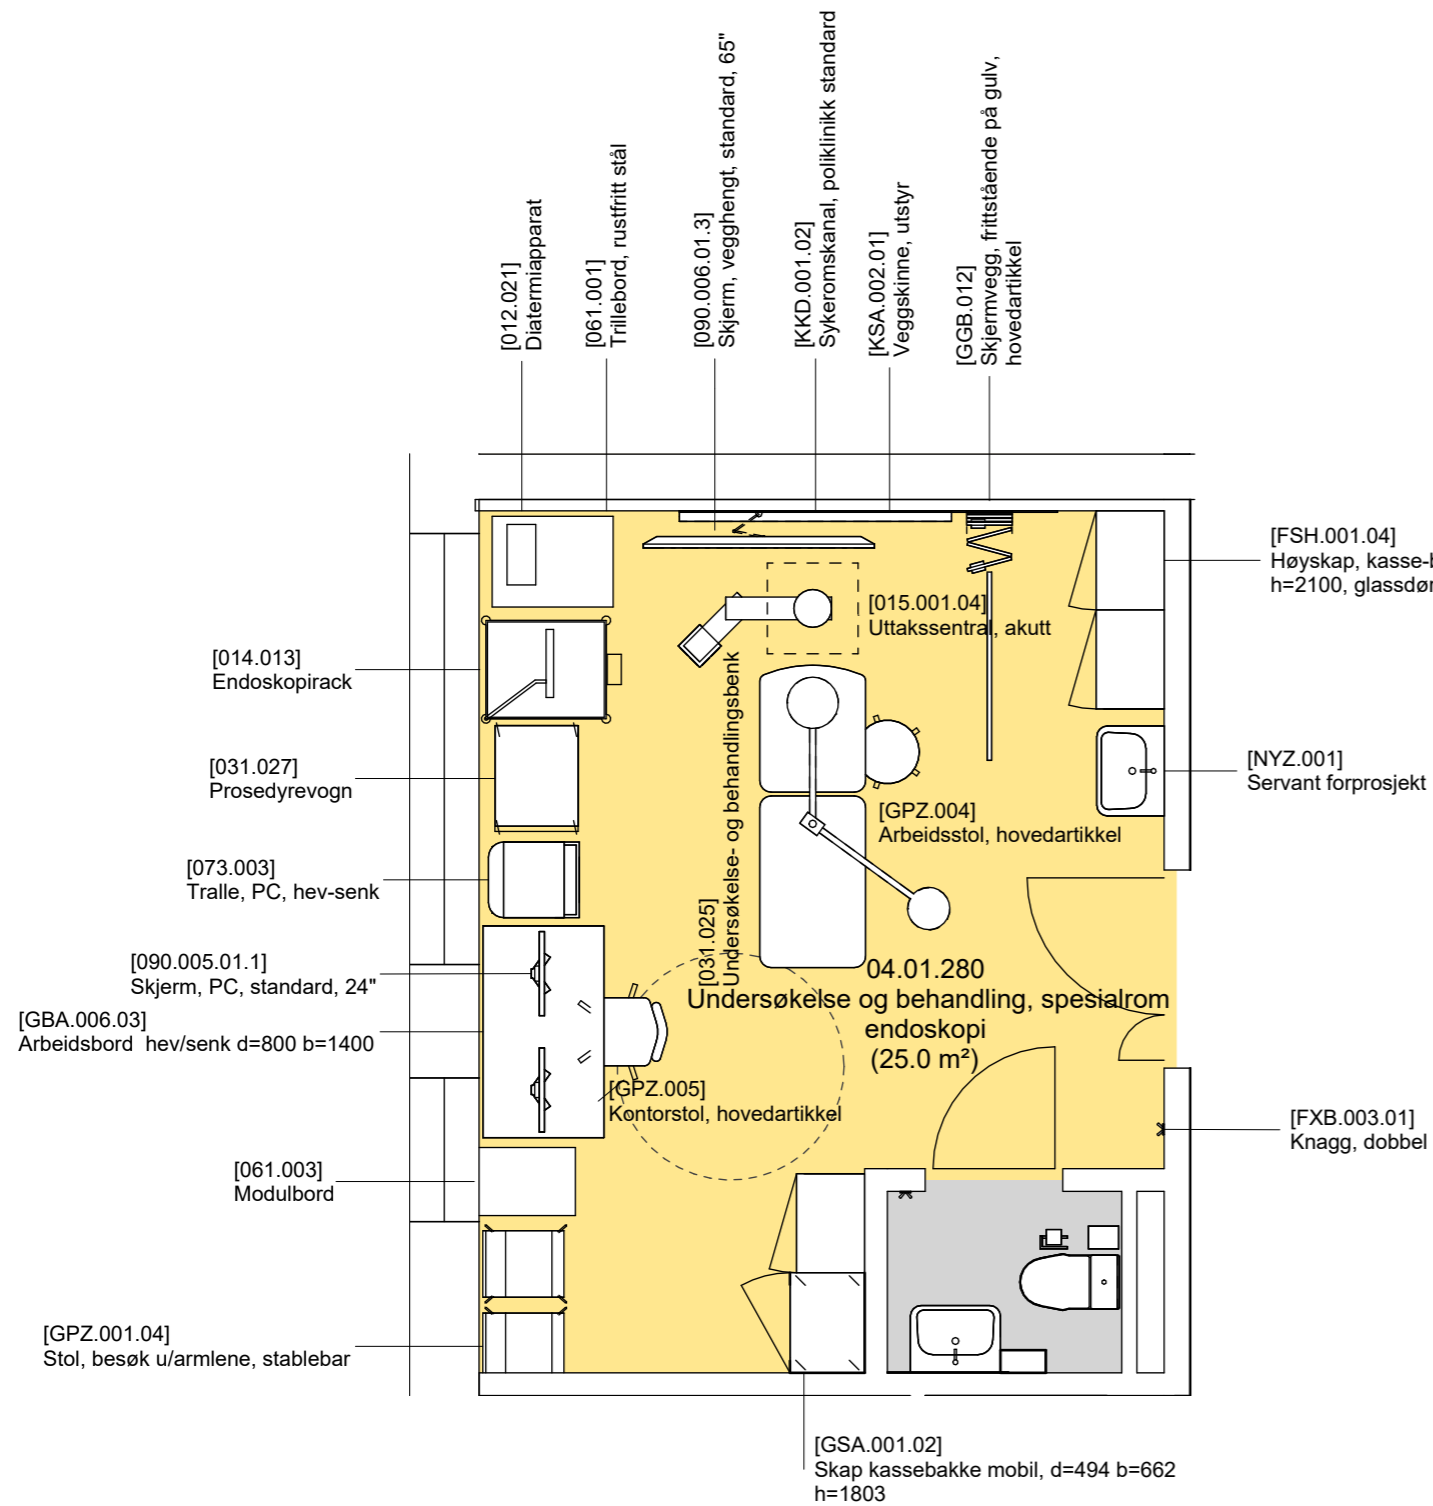 [012.021]
Diatermiapparat
[061.001]
Trillebord, rustfritt stål
[090.006.01.3]
Skjerm, vegghengt, standard, 65"
[KKD.001.02]
Sykeromskanal, poliklinikk standard
[KSA.002.01]
Veggskinne, utstyr
[GGB.012]
Skjermvegg, frittstående på gulv,
hovedartikkel
[FSH.001.04]
Høyskap, kasse-b
h=2100, glassdør
[015.001.04]
Uttakssentral, akutt
[014.013]
Endoskopirack
[031.027]
Prosedyrevogn
[NYZ.001]
Servant forprosjekt
[GPZ.004]
Arbeidsstol, hovedartikkel
[031.025]
Undersøkelse- og behandlingsbenk
[073.003]
Tralle, PC, hev-senk
[090.005.01.1]
Skjerm, PC, standard, 24"
[GBA.006.03]
Arbeidsbord  hev/senk d=800 b=1400
04.01.280
Undersøkelse og behandling, spesialrom
endoskopi
(25.0 m²)
[GPZ.005]
Kontorstol, hovedartikkel
[FXB.003.01]
Knagg, dobbel
[061.003]
Modulbord
[GPZ.001.04]
Stol, besøk u/armlene, stablebar
[GSA.001.02]
Skap kassebakke mobil, d=494 b=662
h=1803